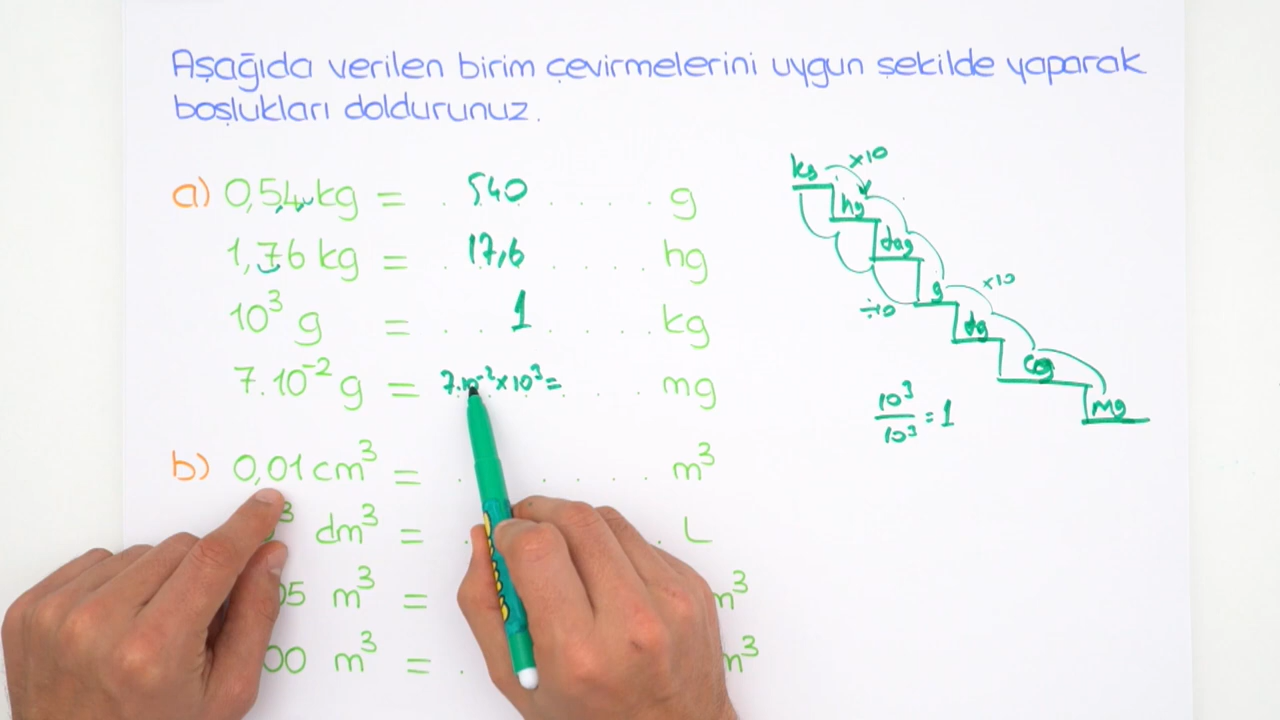 Aşağıda verilen birim çevirmelerini uygun şekilde yaparak
boşlukları doldurunuz.
a) 0,54 kg = 540 g
1,76 kg = 17,6 hg
10³ g = 1 kg
7.10⁻² g = 7.10⁻² x 10³ = mg
b) 0,01 cm³ = m³
dm³ = L
m³ =
m³ =
kg x10
hg
dag
g x10
÷10
dg
cg
mg
10³/10³ = 1